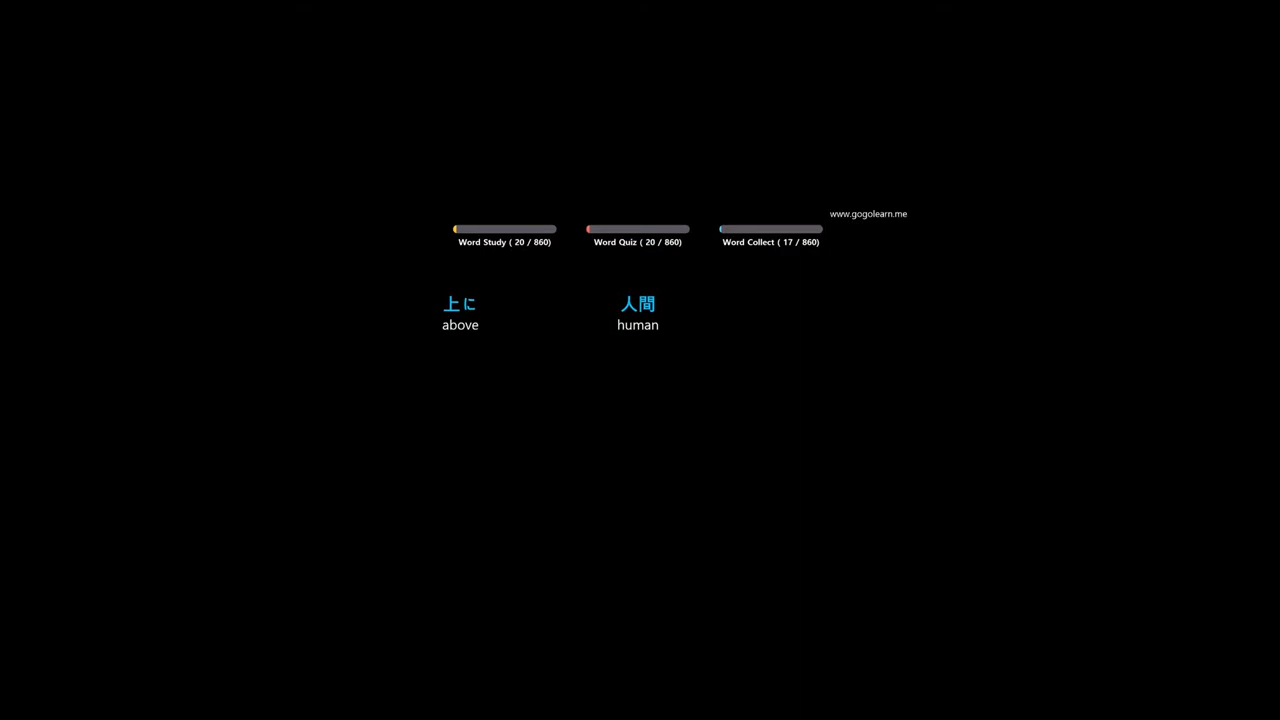 www.gogolearn.me
Word Study ( 20 / 860)
Word Quiz ( 20 / 860)
Word Collect ( 17 / 860)
上に
above
人間
human